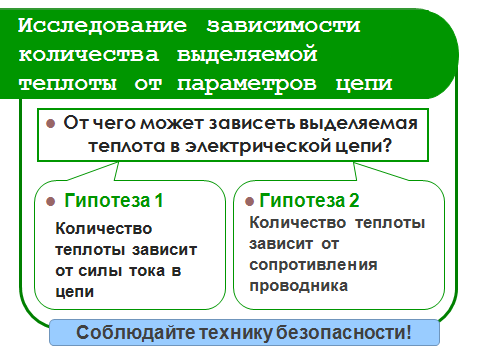 Исследование зависимости
количества выделяемой
теплоты от параметров цепи
От чего может зависеть выделяемая
теплота в электрической цепи?
Гипотеза 1
Количество
теплоты зависит
от силы тока в
цепи
Гипотеза 2
Количество теплоты
зависит от
сопротивления
проводника
Соблюдайте технику безопасности!